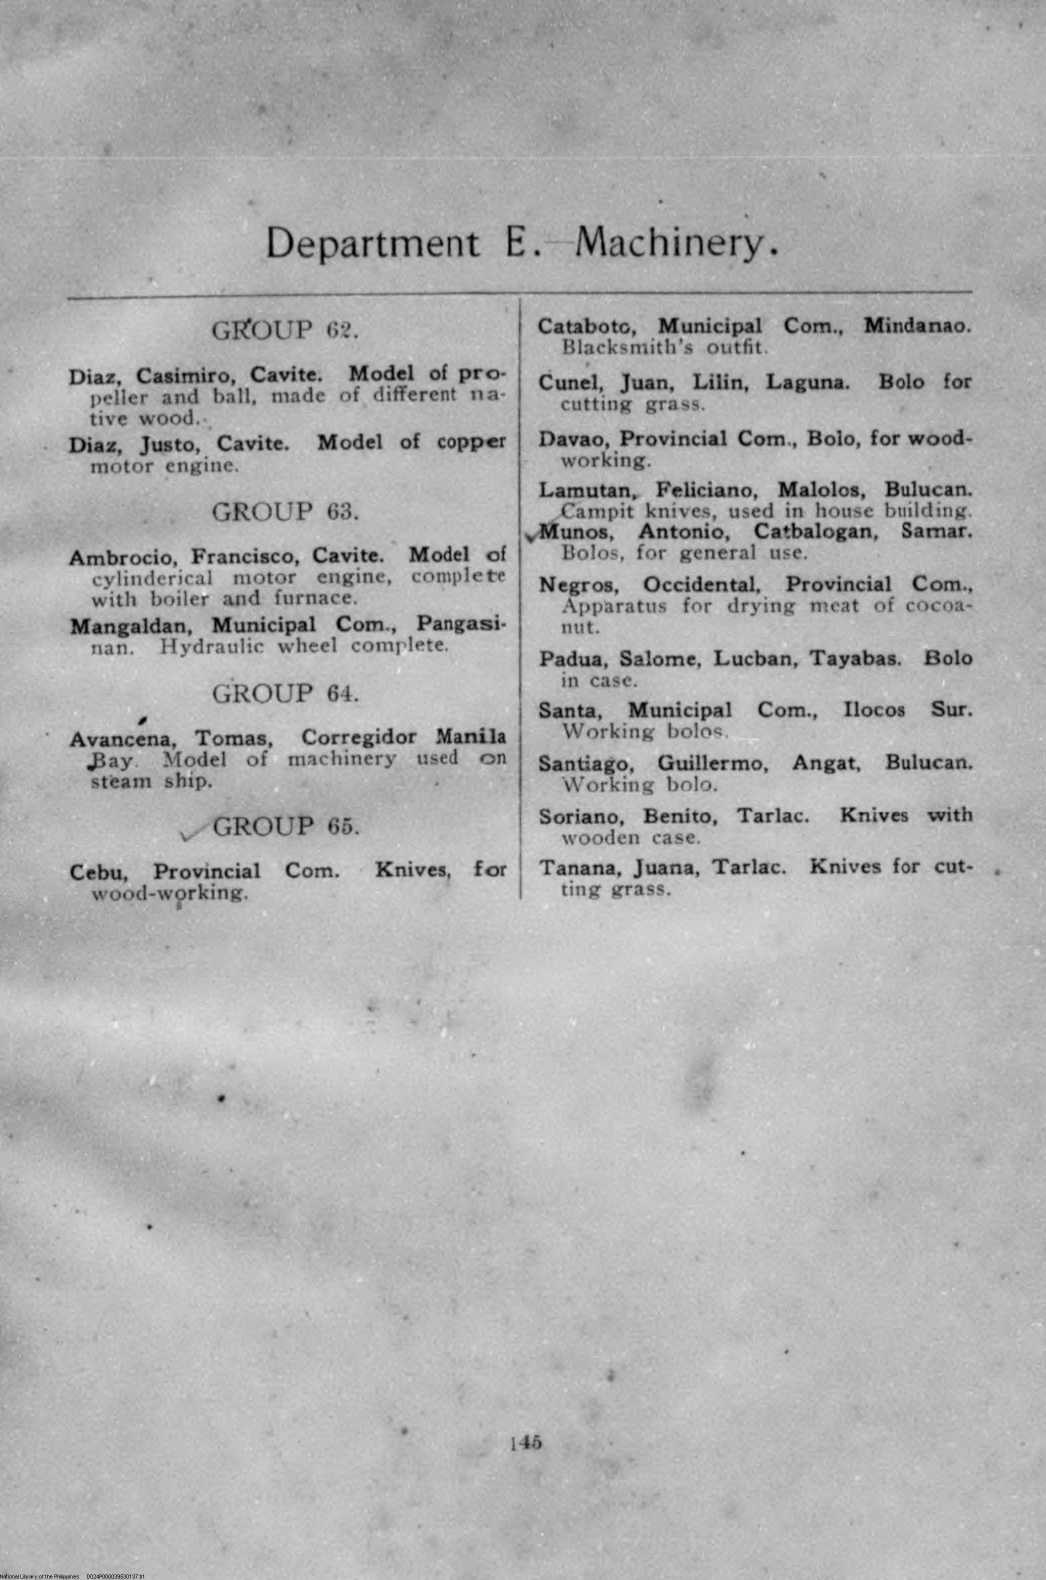 Department E. Machinery.
GROUP 62.
Diaz, Casimiro, Cavite. Model of pro-
peller and ball, made of different na-
tive wood.
Diaz, Justo, Cavite. Model of copper
motor engine.
GROUP 63.
Ambrocio, Francisco, Cavite. Model of
cylinderical motor engine, complete
with boiler and furnace.
Mangaldan, Municipal Com., Pangasi-
nan. Hydraulic wheel complete.
GROUP 64.
Avancena, Tomas, Corregidor Manila
Bay. Model of machinery used on
steam ship.
GROUP 65.
Cebu, Provincial Com. Knives, for
wood-working.
Cataboto, Municipal Com., Mindanao.
Blacksmith's outfit.
Cunel, Juan, Lilin, Laguna. Bolo for
cutting grass.
Davao, Provincial Com., Bolo, for wood-
working.
Lamutan, Feliciano, Malolos, Bulucan.
Campit knives, used in house building.
Munos, Antonio, Catbalogan, Samar.
Bolos, for general use.
Negros, Occidental, Provincial Com.,
Apparatus for drying meat of cocoa-
nut.
Padua, Salome, Lucban, Tayabas. Bolo
in case.
Santa, Municipal Com., Ilocos Sur.
Working bolos.
Santiago, Guillermo, Angat, Bulucan.
Working bolo.
Soriano, Benito, Tarlac. Knives with
wooden case.
Tanana, Juana, Tarlac. Knives for cut-
ting grass.
145
National Library of the Philippines